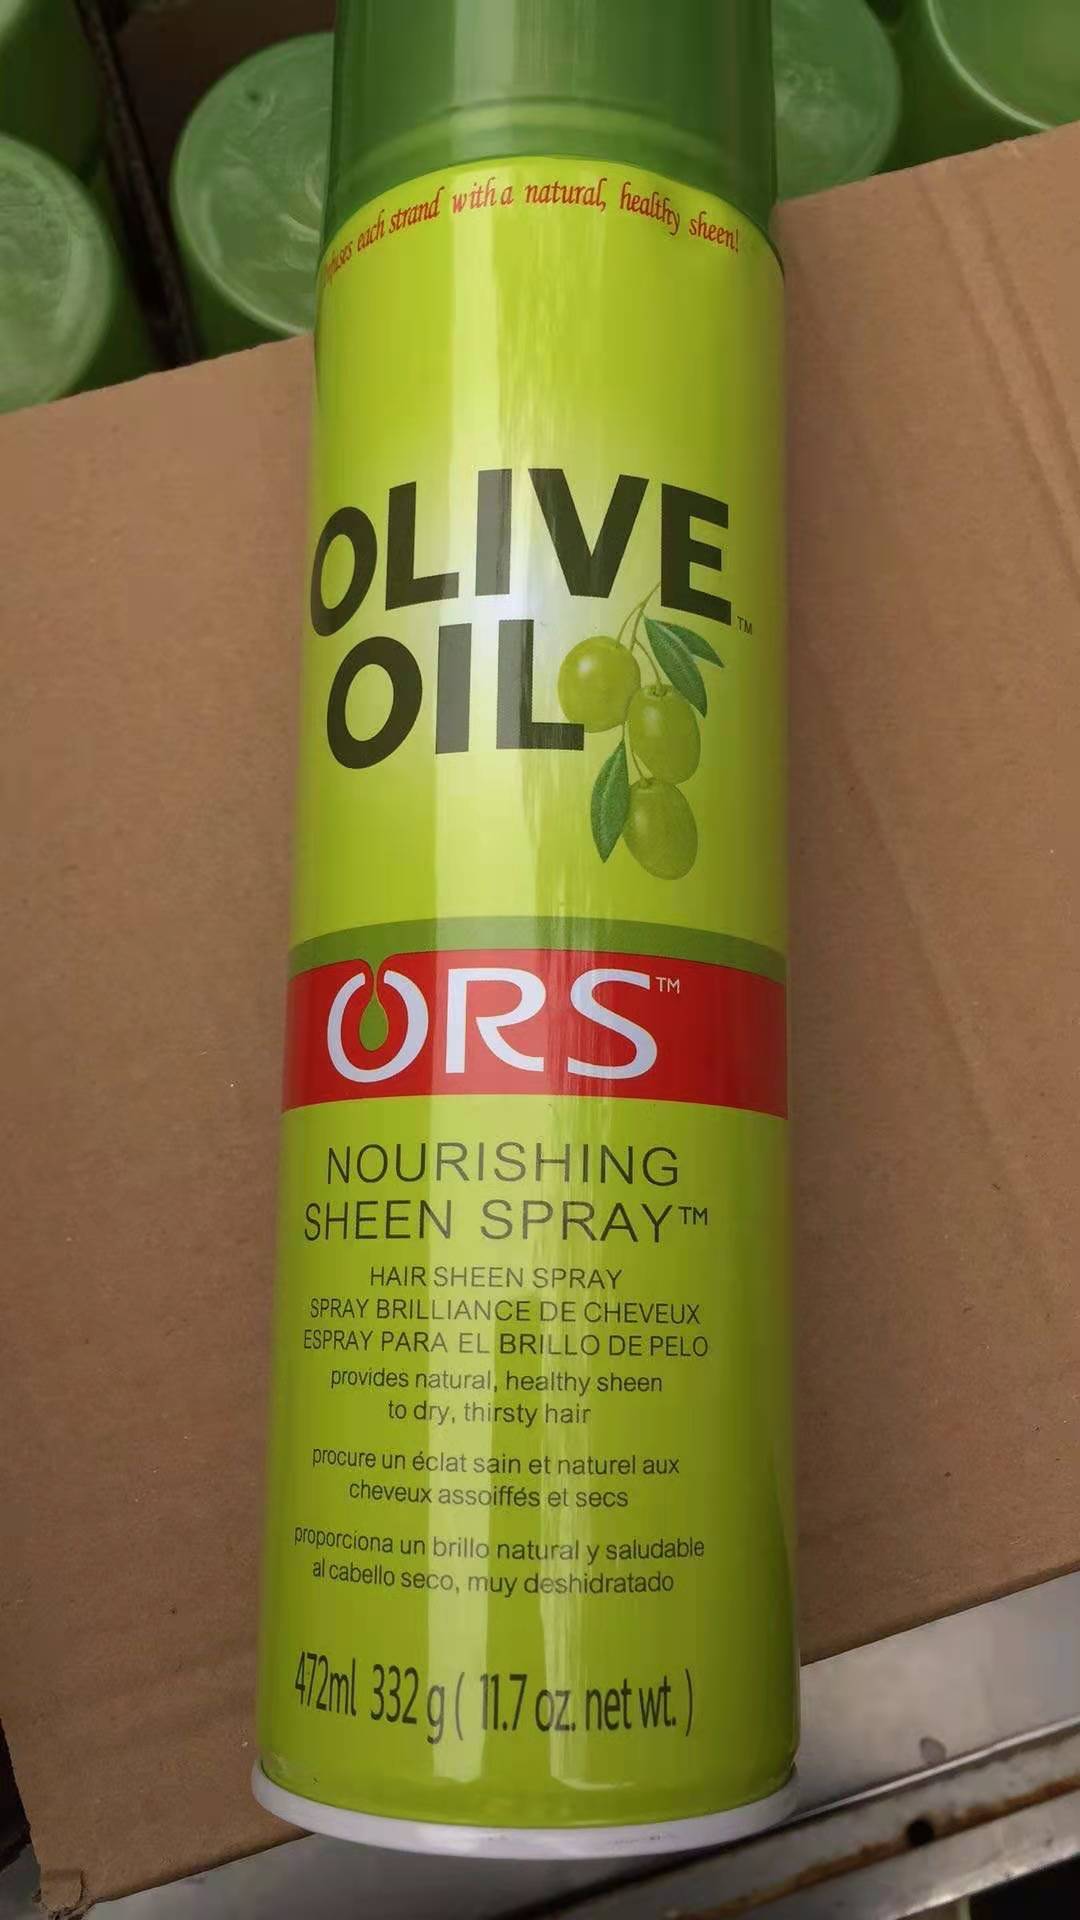 Infuses each strand with a natural, healthy sheen!
OLIVE
OIL™
ORS™
NOURISHING
SHEEN SPRAY™
HAIR SHEEN SPRAY
SPRAY BRILLIANCE DE CHEVEUX
ESPRAY PARA EL BRILLO DE PELO
provides natural, healthy sheen
to dry, thirsty hair
procure un éclat sain et naturel aux
cheveux assoiffés et secs
proporciona un brillo natural y saludable
al cabello seco, muy deshidratado
472ml 332 g ( 11.7 oz. net wt. )